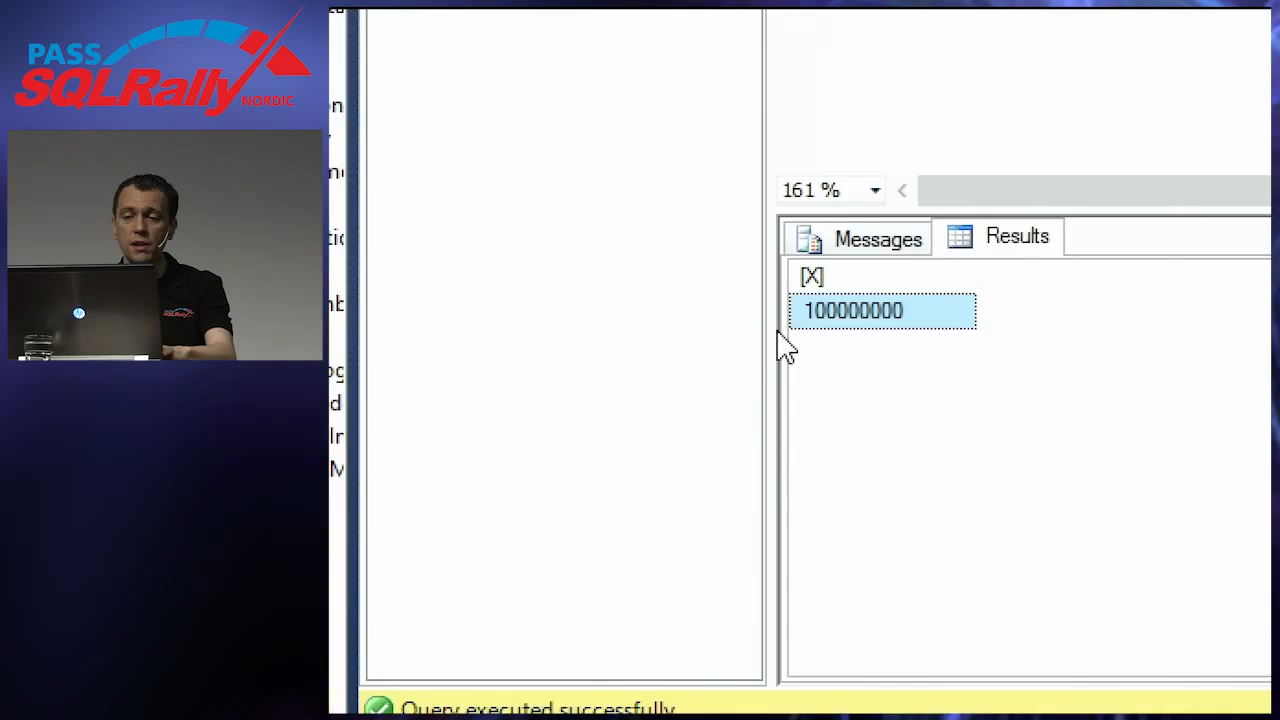 PASS
SQLRally
NORDIC
161 %
Messages
Results
[X]
100000000
Query executed successfully